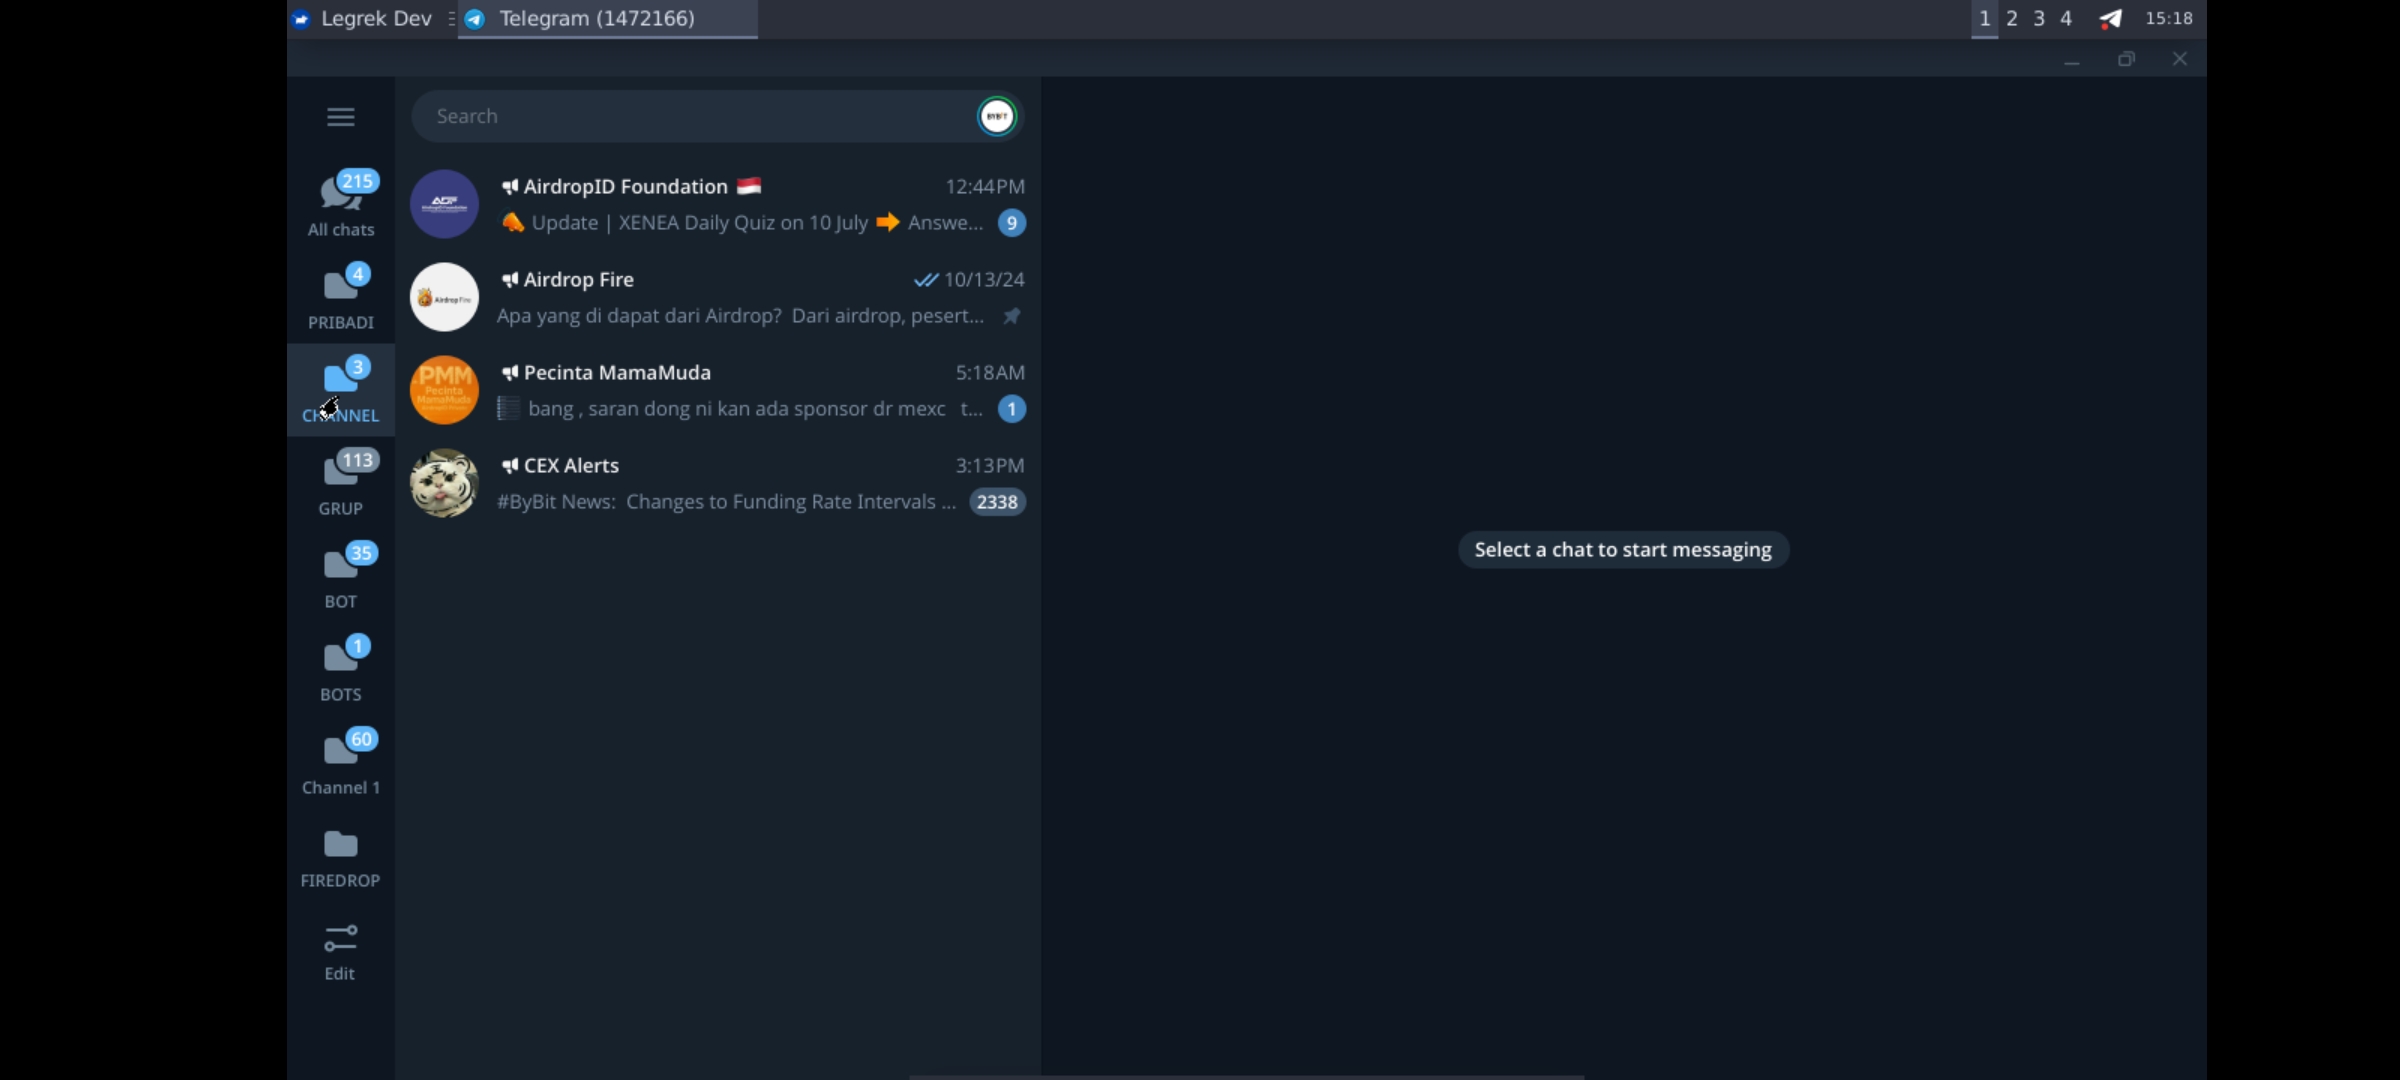 Legrek Dev
Telegram (1472166)
1 2 3 4
15:18
Search
BYBIT
215
All chats
4
PRIBADI
3
CHANNEL
113
GRUP
35
BOT
1
BOTS
60
Channel 1
FIREDROP
Edit
AirdropID Foundation 🇮🇩 12:44PM
📣 Update | XENEA Daily Quiz on 10 July ➡ Answe... 9
Airdrop Fire
Airdrop Fire 10/13/24
Apa yang di dapat dari Airdrop? Dari airdrop, pesert...
PMM
Pecinta
MamaMuda
Pecinta MamaMuda 5:18AM
bang , saran dong ni kan ada sponsor dr mexc t... 1
CEX Alerts 3:13PM
#ByBit News: Changes to Funding Rate Intervals ... 2338
Select a chat to start messaging